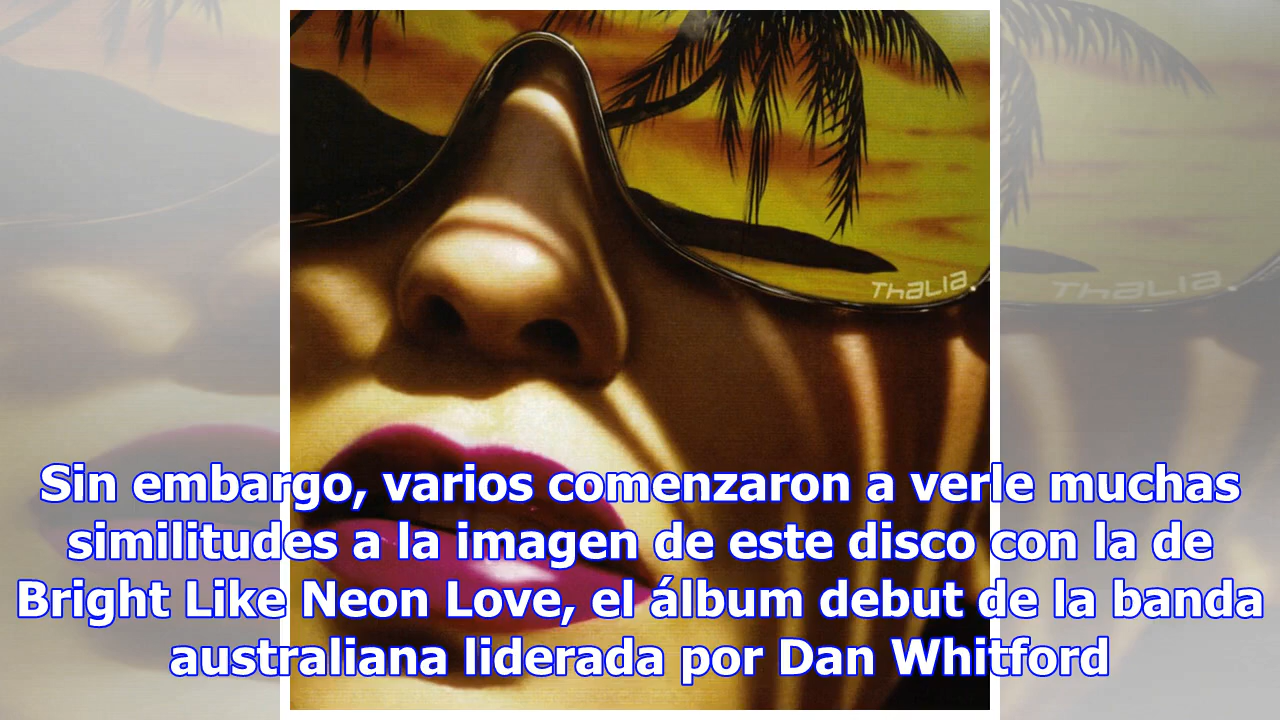 Thalia.
Thalia.
Sin embargo, varios comenzaron a verle muchas
similitudes a la imagen de este disco con la de
Bright Like Neon Love, el álbum debut de la banda
australiana liderada por Dan Whitford